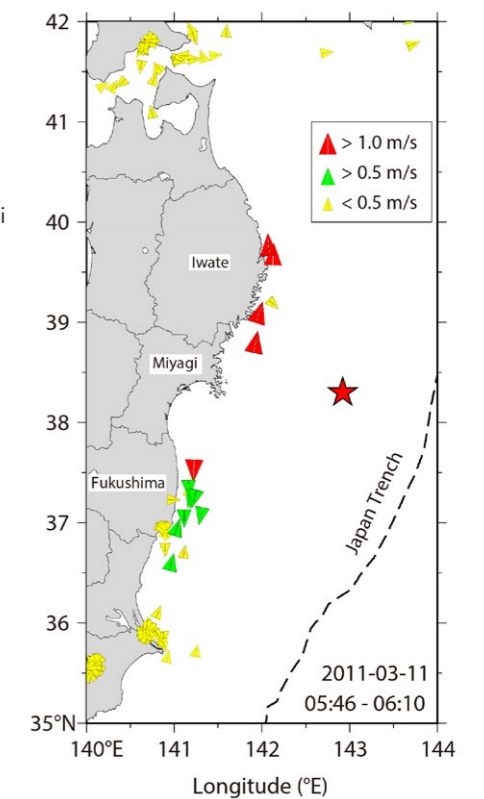 42
41
40
39
38
37
36
35°N
i
> 1.0 m/s
> 0.5 m/s
< 0.5 m/s
Iwate
Miyagi
Fukushima
Japan Trench
2011-03-11
05:46 - 06:10
140°E 141 142 143 144
Longitude (°E)